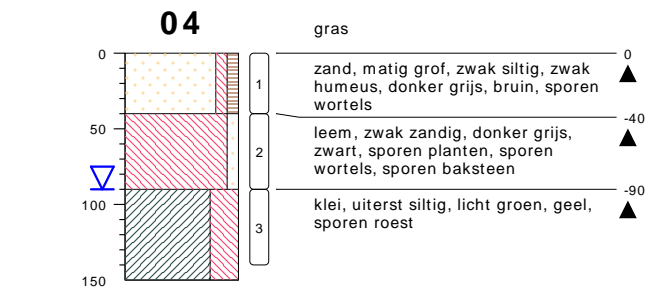 04
gras
0
0
zand, matig grof, zwak siltig, zwak
humeus, donker grijs, bruin, sporen
wortels
1
-40
50
leem, zwak zandig, donker grijs,
zwart, sporen planten, sporen
wortels, sporen baksteen
2
-90
100
klei, uiterst siltig, licht groen, geel,
sporen roest
3
150